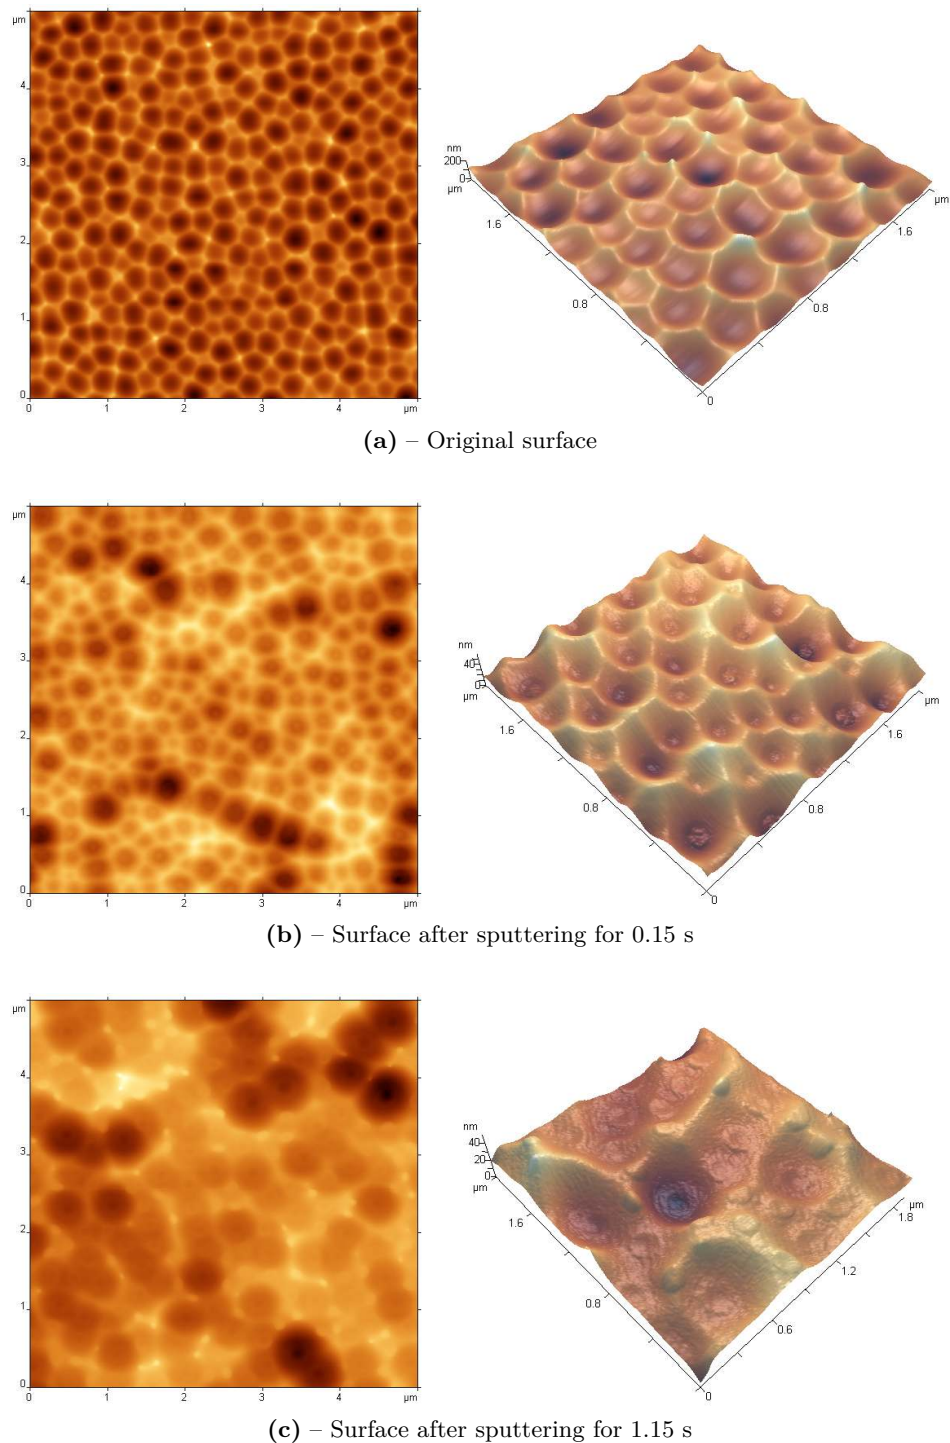 µm
4
3
2
1
0
0 1 2 3 4 µm
nm
200
0
µm
1.6
0.8
0
0.8
1.6
µm
(a) – Original surface
µm
4
3
2
1
0
0 1 2 3 4 µm
nm
40
0
µm
1.6
0.8
0
0.8
1.6
µm
(b) – Surface after sputtering for 0.15 s
µm
4
3
2
1
0
0 1 2 3 4 µm
nm
40
20
0
µm
1.6
0.8
0
0.6
1.2
1.8
µm
(c) – Surface after sputtering for 1.15 s